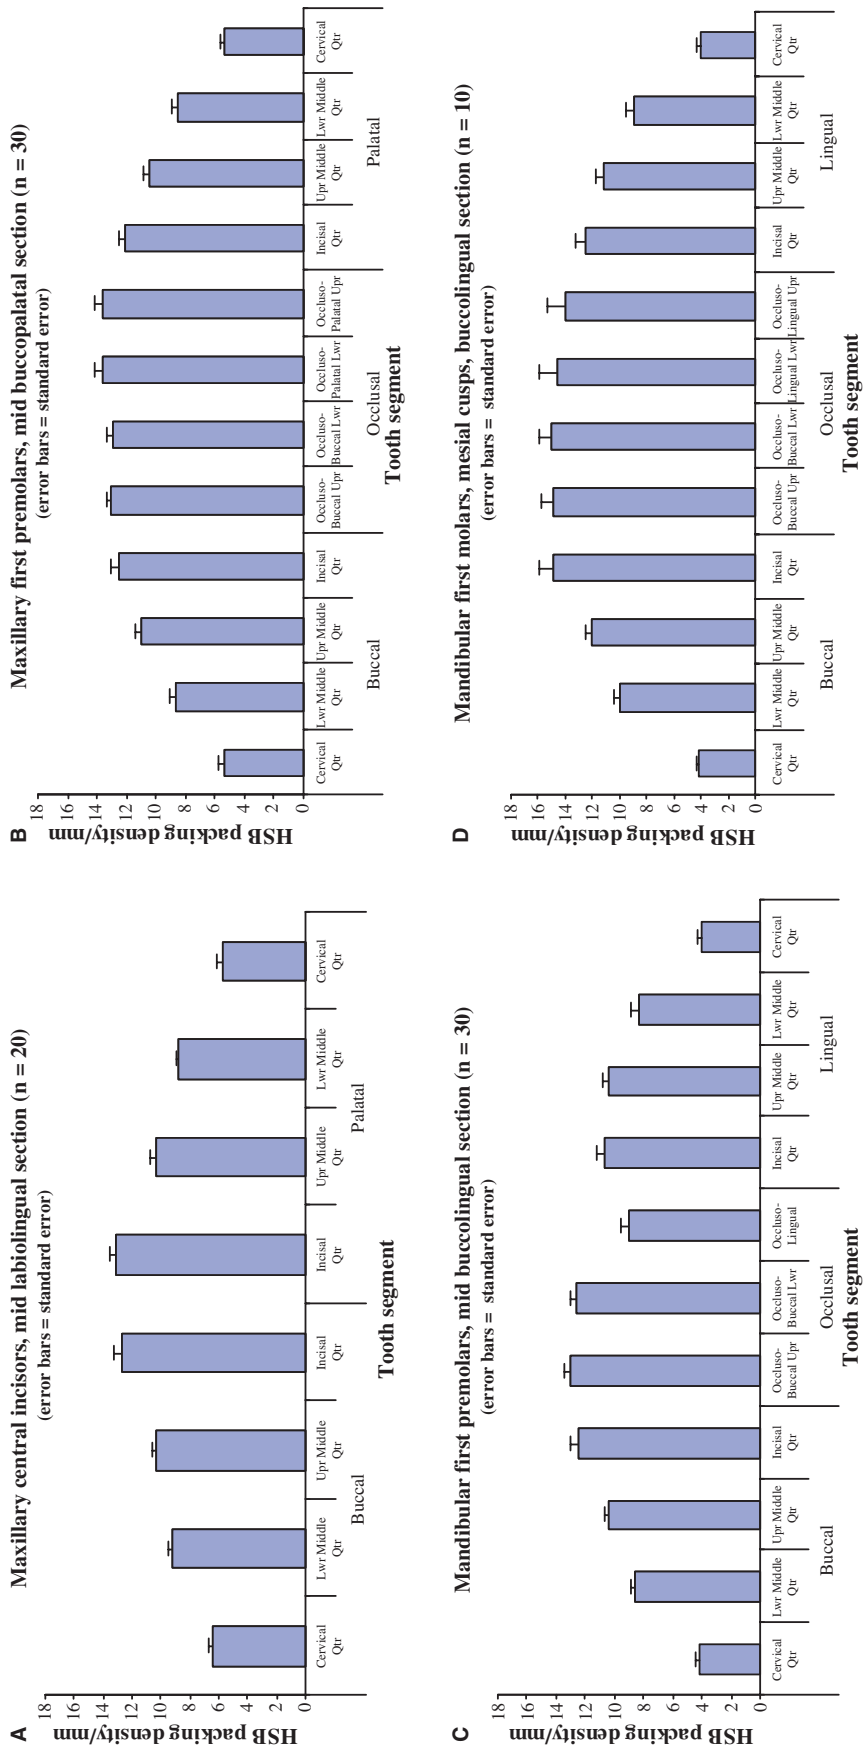 A
Maxillary central incisors, mid labiolingual section (n = 20)
(error bars = standard error)
HSB packing density/mm
18
16
14
12
10
8
6
4
2
0
Cervical Qtr
Lwr Middle Qtr
Upr Middle Qtr
Incisal Qtr
Incisal Qtr
Upr Middle Qtr
Lwr Middle Qtr
Cervical Qtr
Buccal
Palatal
Tooth segment
B
Maxillary first premolars, mid buccopalatal section (n = 30)
(error bars = standard error)
HSB packing density/mm
18
16
14
12
10
8
6
4
2
0
Cervical Qtr
Lwr Middle Qtr
Upr Middle Qtr
Incisal Qtr
Occluso-Buccal Upr
Occluso-Buccal Lwr
Occluso-Palatal Lwr
Occluso-Palatal Upr
Incisal Qtr
Upr Middle Qtr
Lwr Middle Qtr
Cervical Qtr
Buccal
Occlusal
Palatal
Tooth segment
C
Mandibular first premolars, mid buccolingual section (n = 30)
(error bars = standard error)
HSB packing density/mm
18
16
14
12
10
8
6
4
2
0
Cervical Qtr
Lwr Middle Qtr
Upr Middle Qtr
Incisal Qtr
Occluso-Buccal Upr
Occluso-Buccal Lwr
Occluso-Lingual
Incisal Qtr
Upr Middle Qtr
Lwr Middle Qtr
Cervical Qtr
Buccal
Occlusal
Lingual
Tooth segment
D
Mandibular first molars, mesial cusps, buccolingual section (n = 10)
(error bars = standard error)
HSB packing density/mm
18
16
14
12
10
8
6
4
2
0
Cervical Qtr
Lwr Middle Qtr
Upr Middle Qtr
Incisal Qtr
Occluso-Buccal Upr
Occluso-Buccal Lwr
Occluso-Lingual Lwr
Occluso-Lingual Upr
Incisal Qtr
Upr Middle Qtr
Lwr Middle Qtr
Cervical Qtr
Buccal
Occlusal
Lingual
Tooth segment